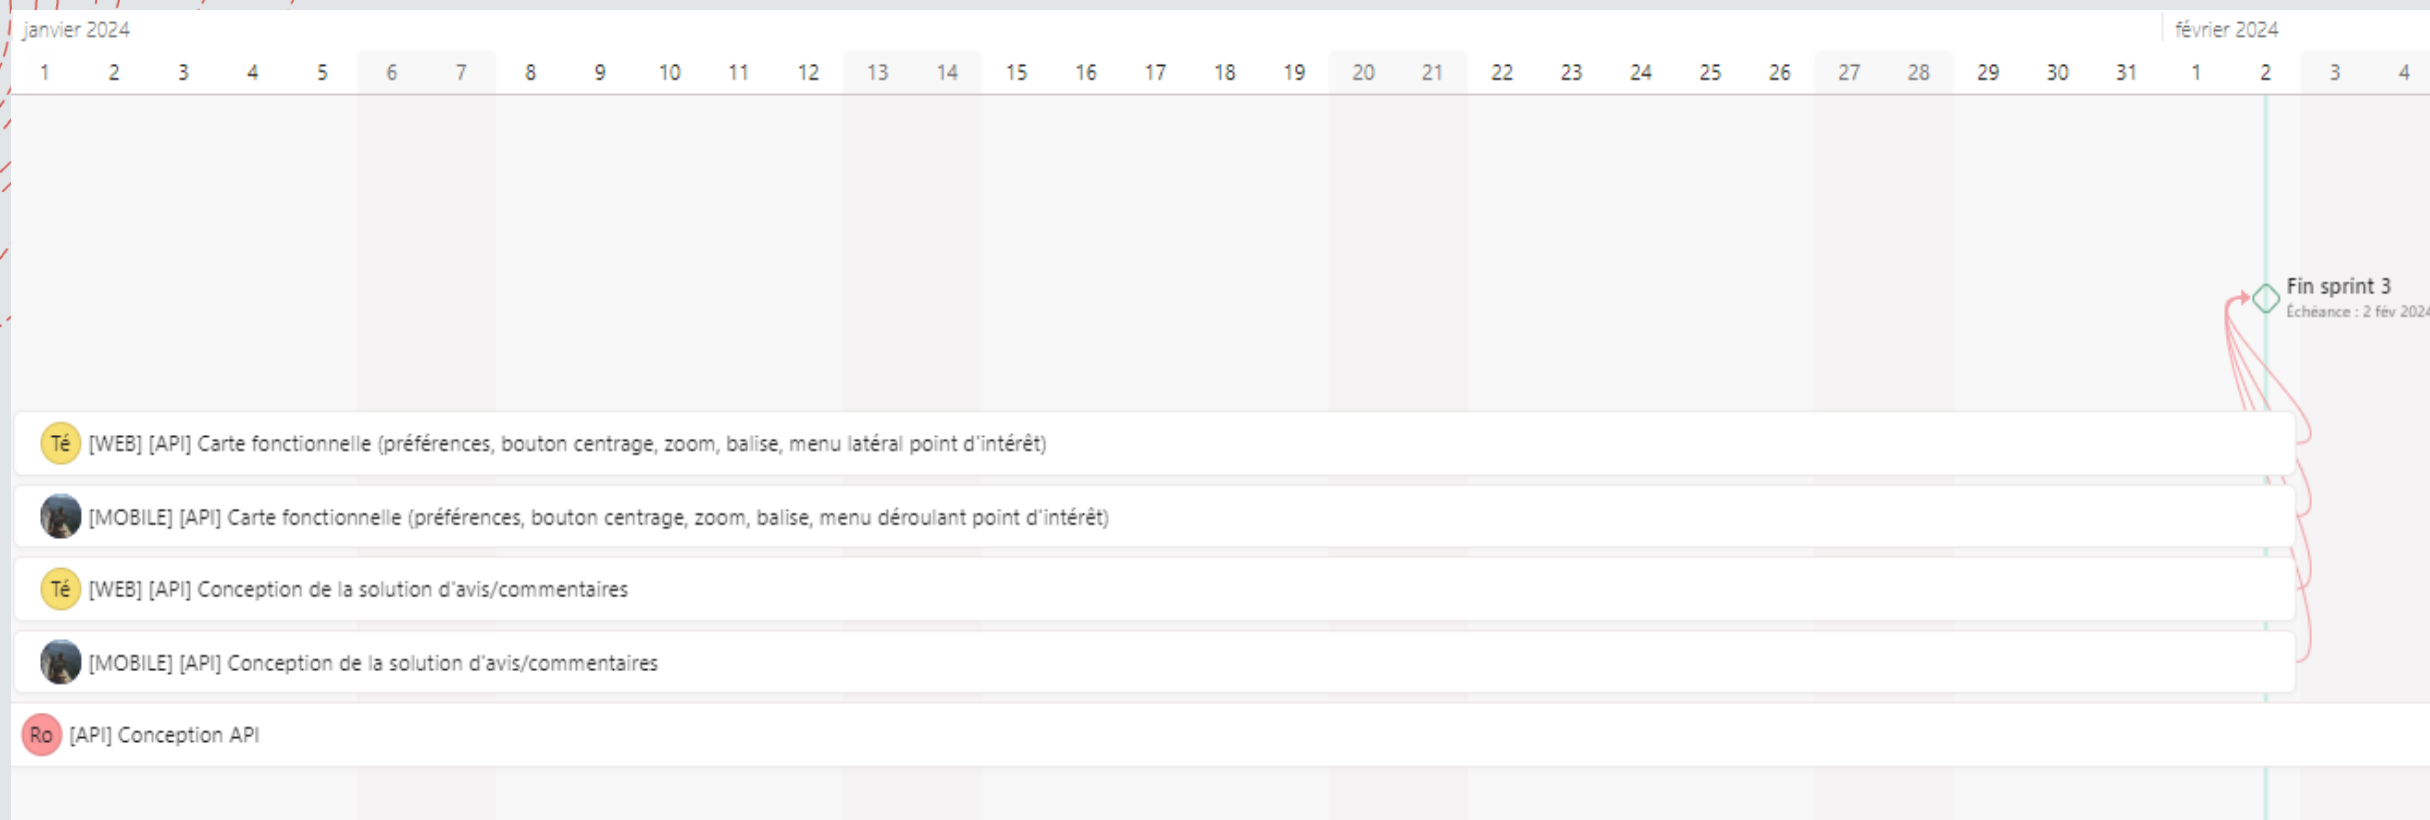 janvier 2024 février 2024
1 2 3 4 5 6 7 8 9 10 11 12 13 14 15 16 17 18 19 20 21 22 23 24 25 26 27 28 29 30 31 1 2 3 4
Fin sprint 3
Échéance : 2 fév 2024
Té [WEB] [API] Carte fonctionnelle (préférences, bouton centrage, zoom, balise, menu latéral point d'intérêt)
[MOBILE] [API] Carte fonctionnelle (préférences, bouton centrage, zoom, balise, menu déroulant point d'intérêt)
Té [WEB] [API] Conception de la solution d'avis/commentaires
[MOBILE] [API] Conception de la solution d'avis/commentaires
Ro [API] Conception API